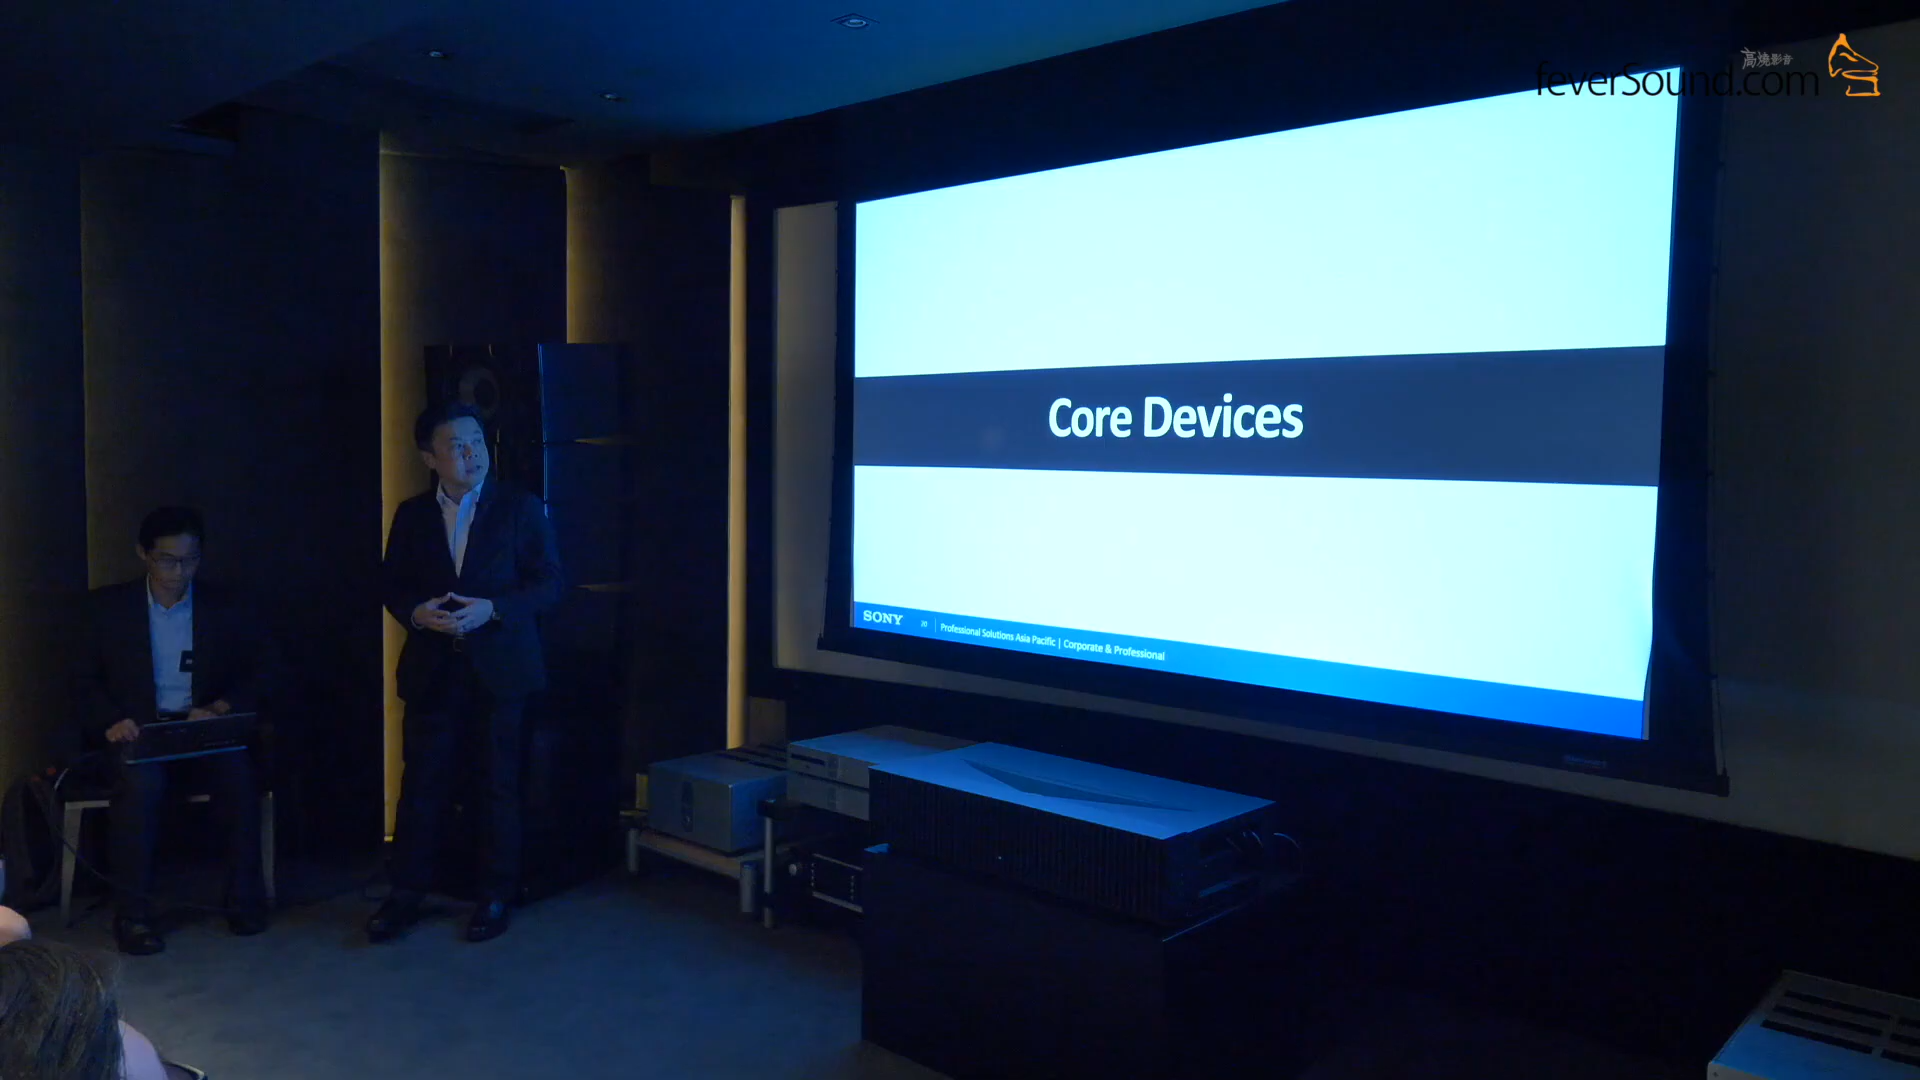 高燒影音
feverSound.com
Core Devices
SONY 20 Professional Solutions Asia Pacific | Corporate & Professional